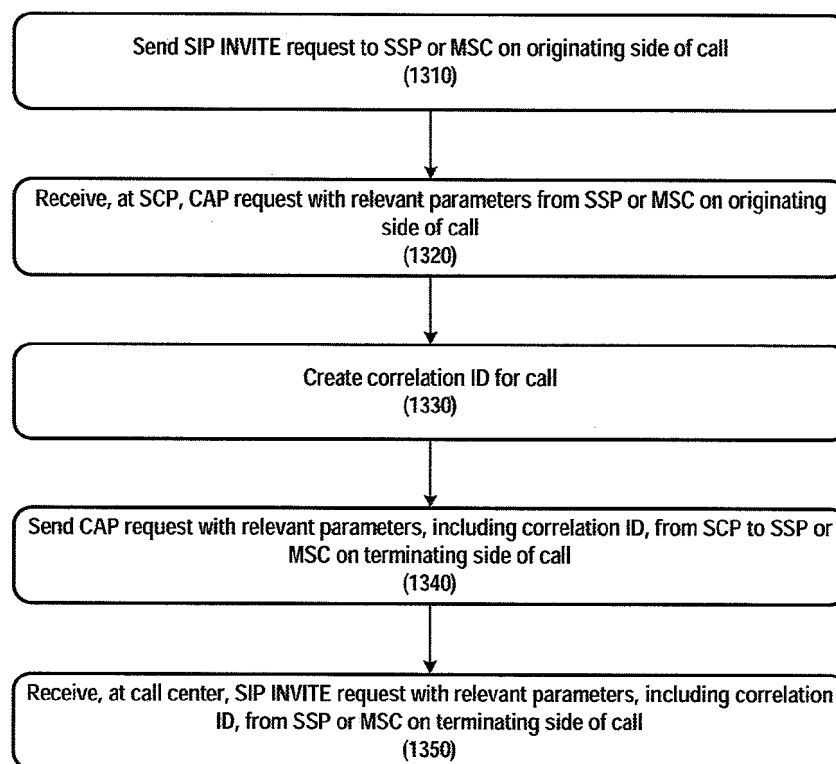 Send SIP INVITE request to SSP or MSC on originating side of call
(1310)
Receive, at SCP, CAP request with relevant parameters from SSP or MSC on originating
side of call
(1320)
Create correlation ID for call
(1330)
Send CAP request with relevant parameters, including correlation ID, from SCP to SSP or
MSC on terminating side of call
(1340)
Receive, at call center, SIP INVITE request with relevant parameters, including correlation
ID, from SSP or MSC on terminating side of call
(1350)